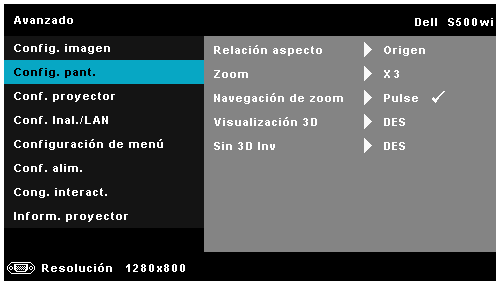 Avanzado Dell S500wi
Config. imagen
Config. pant.
Conf. proyector
Conf. Inal./LAN
Configuración de menú
Conf. alim.
Cong. interact.
Inform. proyector
Relación aspecto Origen
Zoom X3
Navegación de zoom Pulse
Visualización 3D DES
Sin 3D Inv DES
Resolución 1280x800